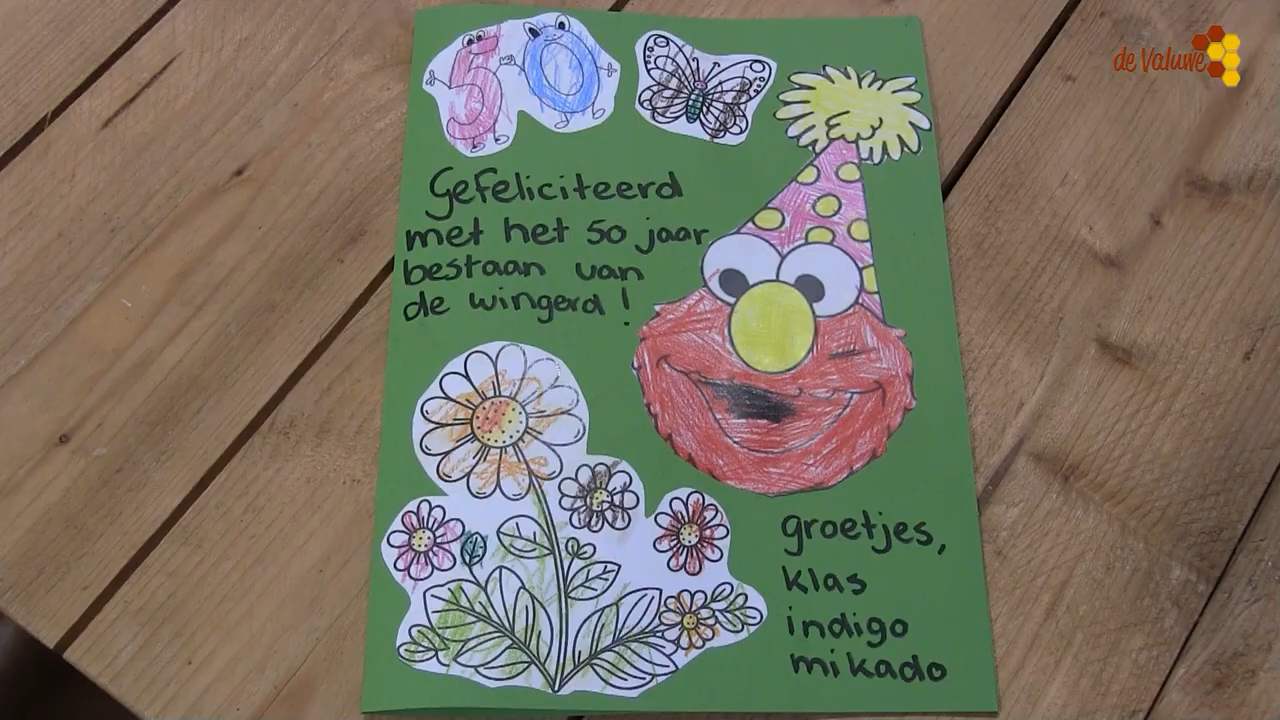 de Valuwe
50
Gefeliciteerd
met het 50 jaar
bestaan van
de wingerd!
groetjes,
klas
indigo
mikado